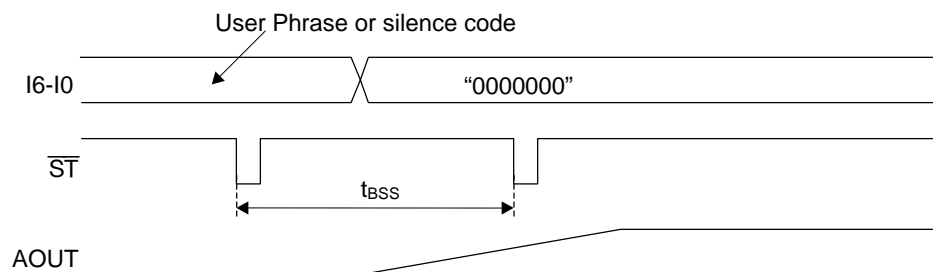 User Phrase or silence code
I6-I0
“0000000”
ST
tBSS
AOUT